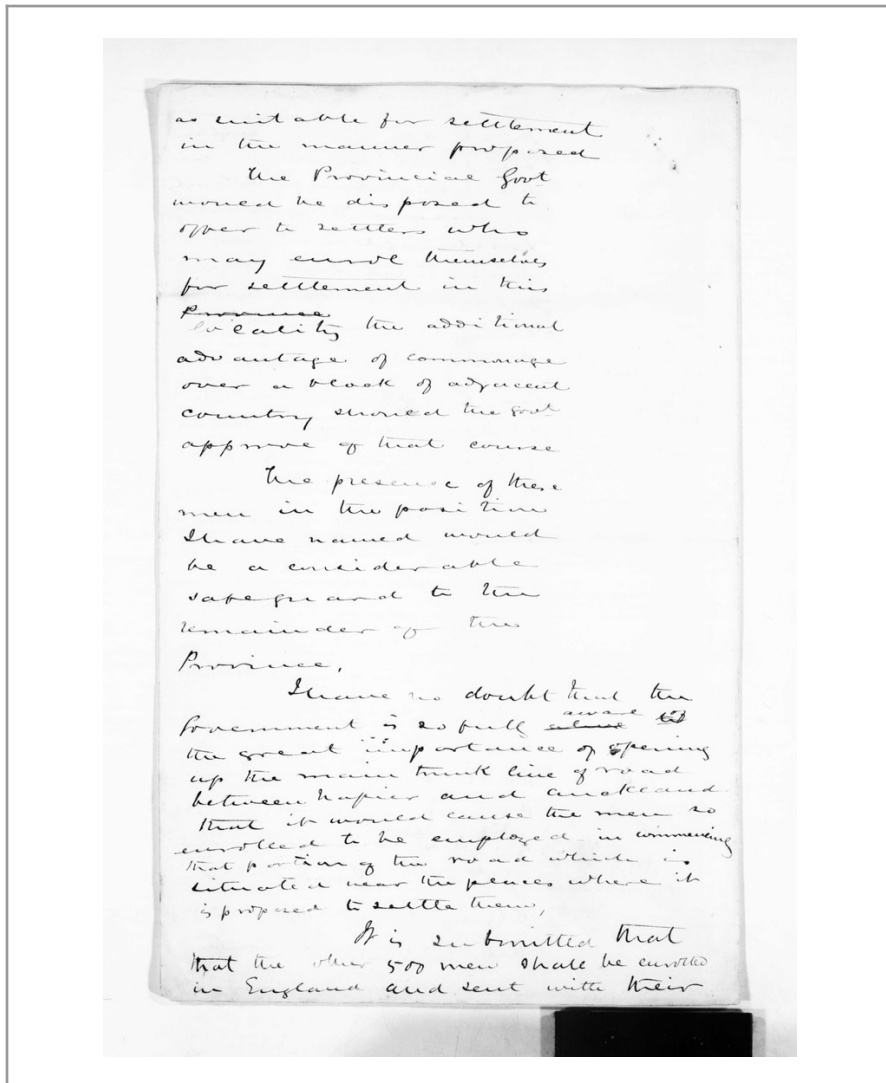 as suitable for settlement
in the manner proposed
The Provincial Govt
would be disposed to
offer to settlers who
may enrol themselves
for settlement in this
Province
locality the additional
advantage of commonage
over a block of adjacent
country should the Govt
approve of that course
The presence of these
men in the position
I have named would
be a considerable
safeguard to the
remainder of the
Province,
I have no doubt that the
Government is so full aware
the great importance of opening
up the main trunk line of road
between Napier and Auckland
that it would cause the men so
enrolled to be employed in commencing
that portion of the road which is
situated near the places where it
is proposed to settle them,
It is submitted that
that the other 500 men shall be enrolled
in England and sent with their